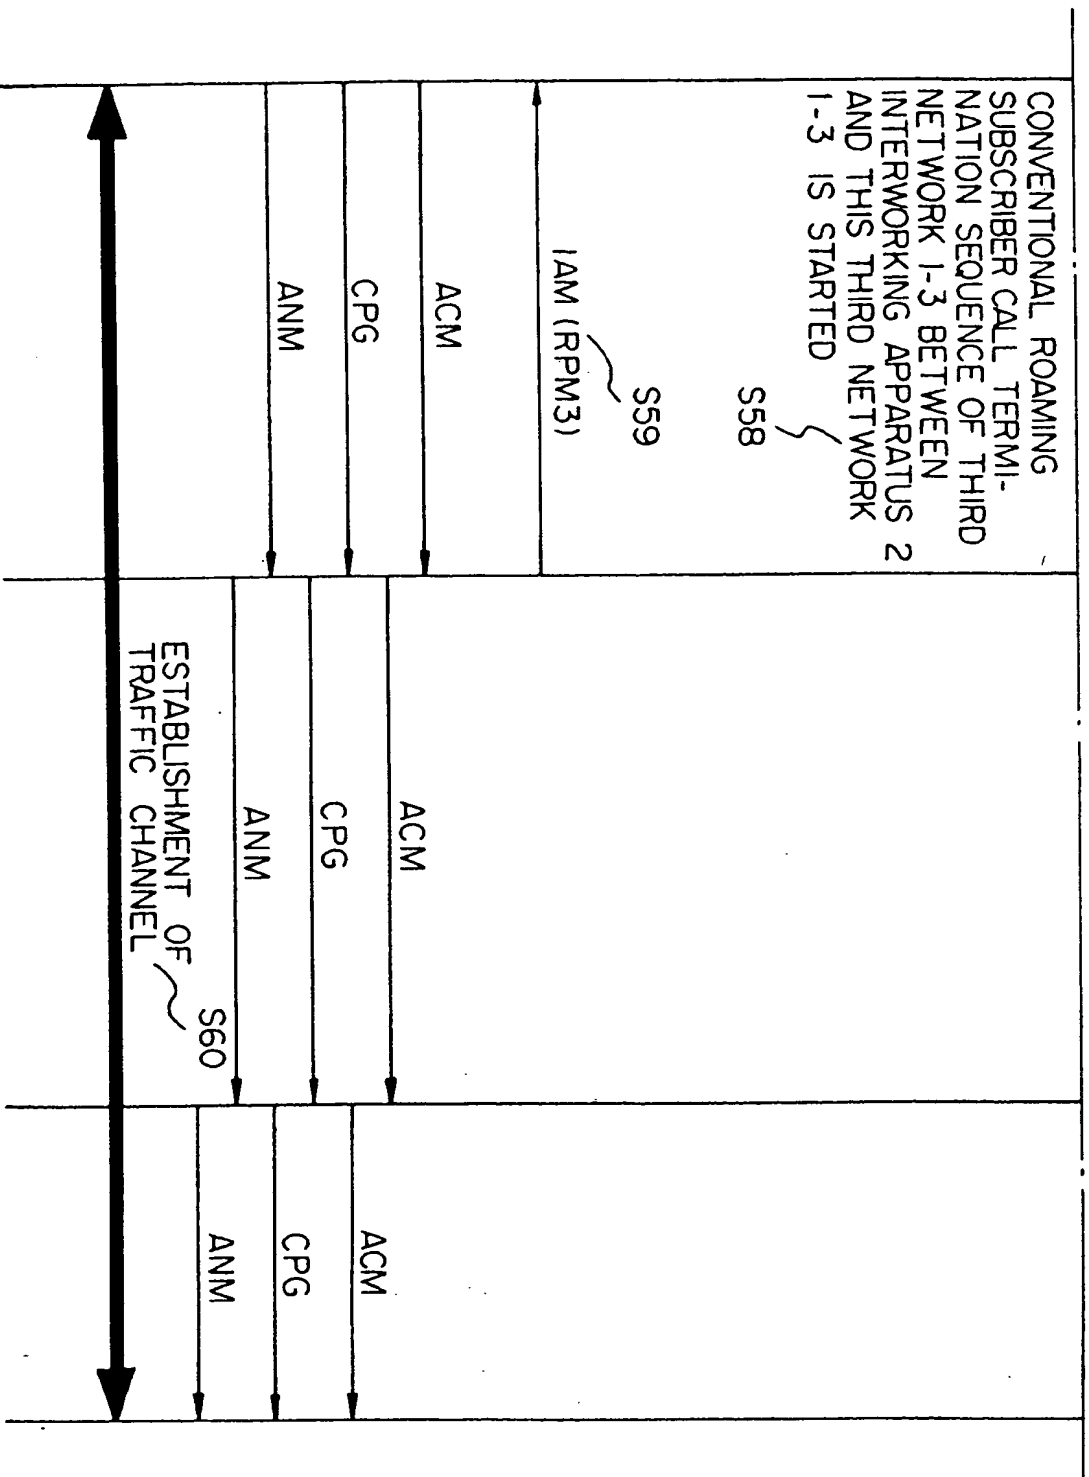 CONVENTIONAL ROAMING
SUBSCRIBER CALL TERMI-
NATION SEQUENCE OF THIRD
NETWORK 1-3 BETWEEN
INTERWORKING APPARATUS 2
AND THIS THIRD NETWORK
1-3 IS STARTED
S58
S59
IAM (RPM3)
ACM
CPG
ANM
ACM
CPG
ANM
ACM
CPG
ANM
S60
ESTABLISHMENT OF
TRAFFIC CHANNEL